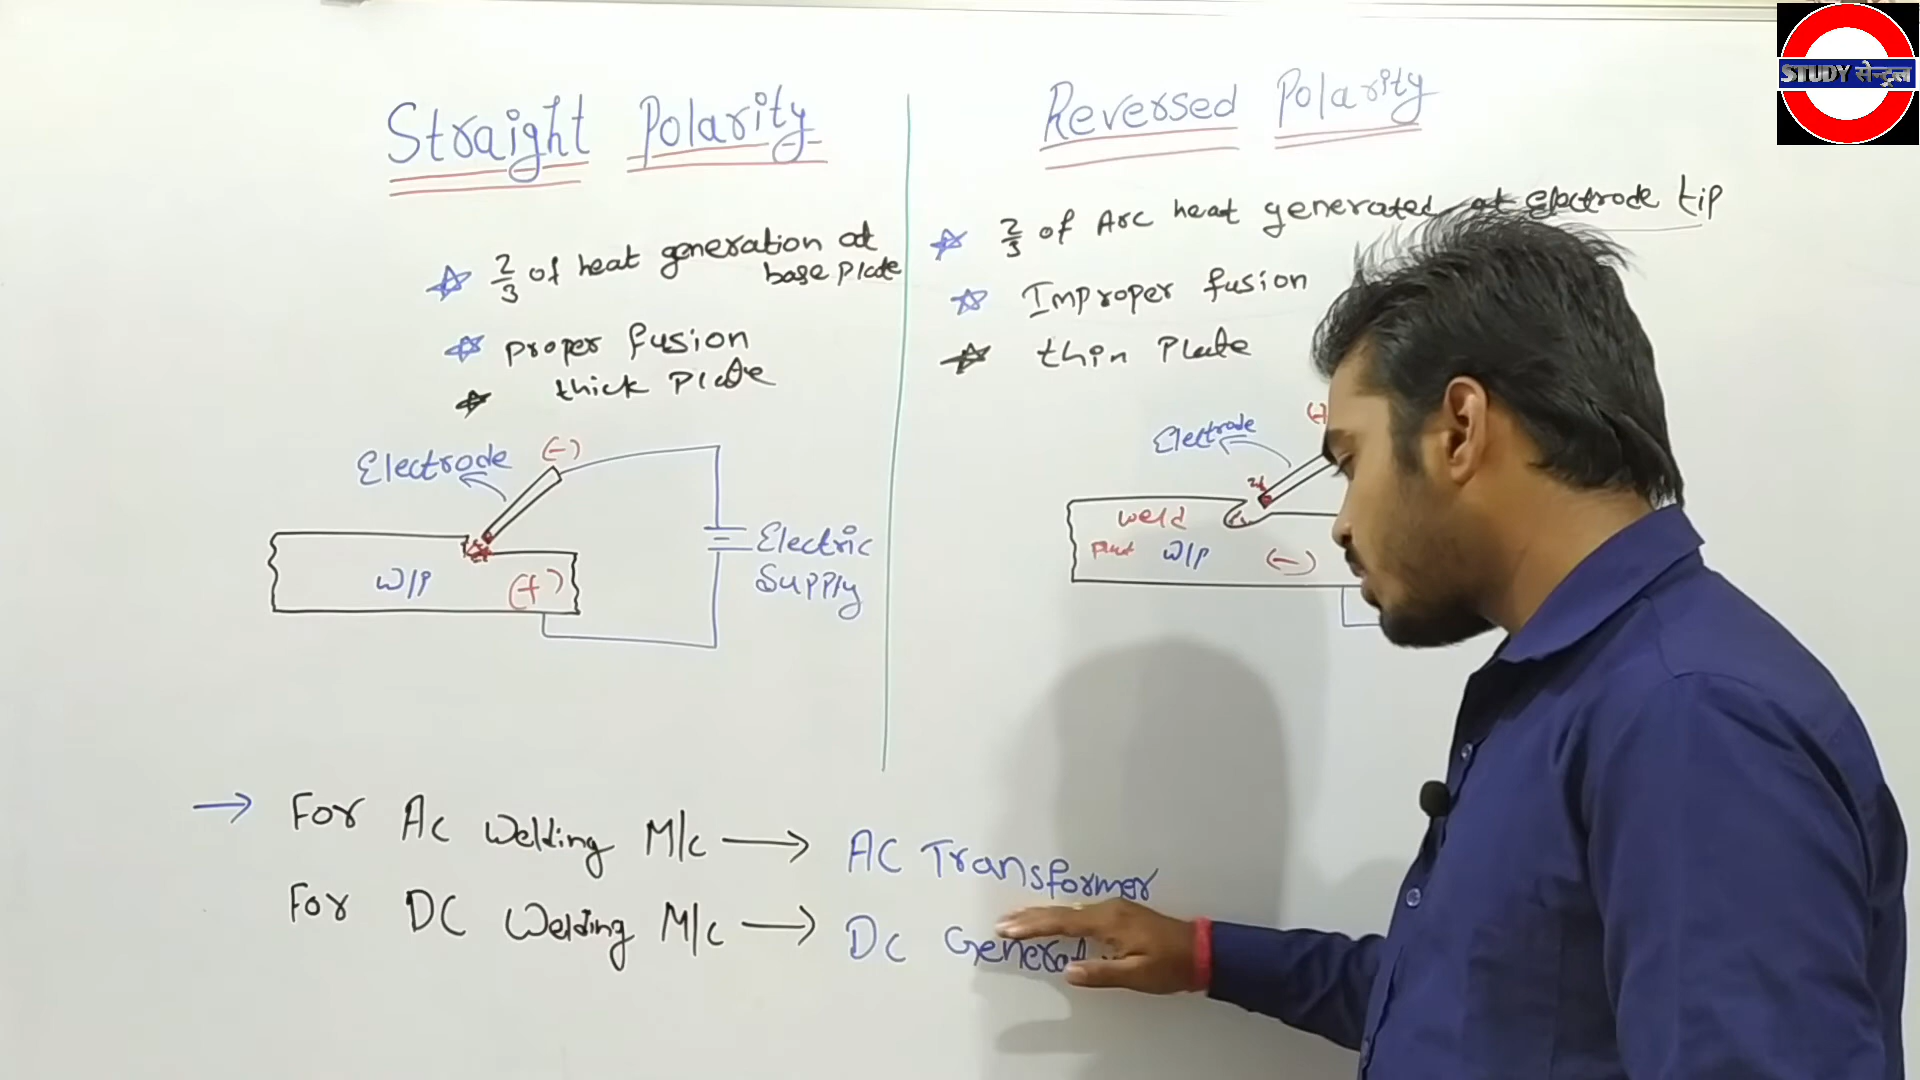 STUDY सेन्ट्रल
Straight Polarity
2/3 of heat generation at
base Plate
proper fusion
thick Plate
Electrode (-)
W/P (+)
Electric
Supply
Reversed Polarity
2/3 of Arc heat generated at electrode tip
Improper fusion
thin Plate
Electrode
Weld
W/P (-)
→ For Ac Welding M/c → AC Transformer
For DC Welding M/c → DC Generat